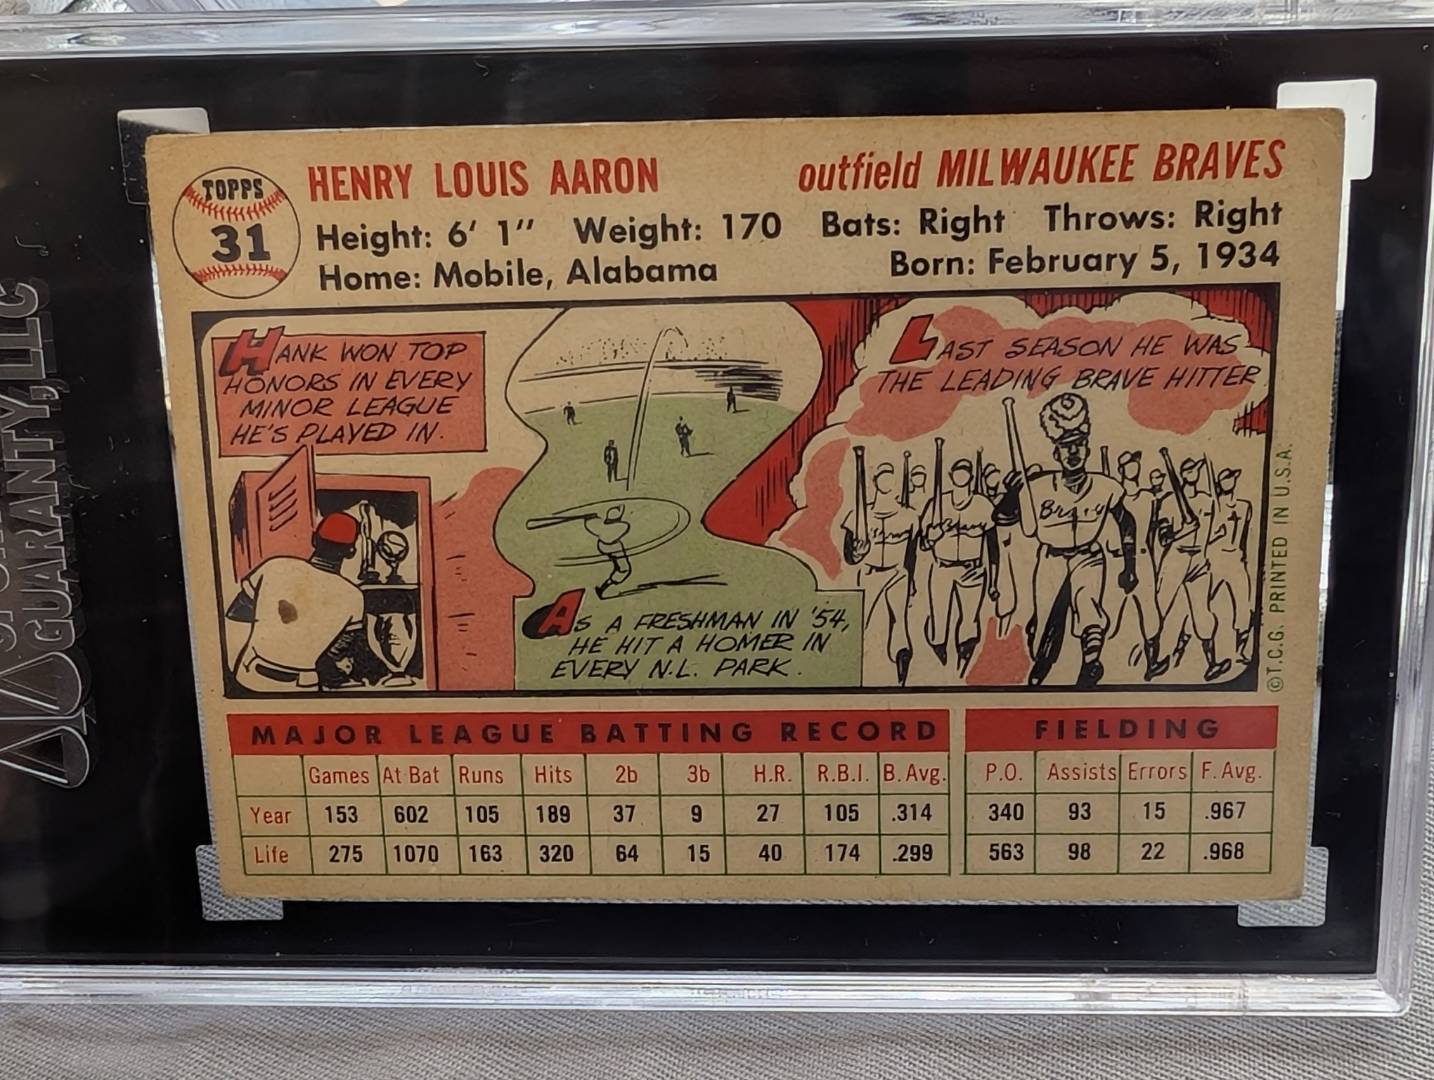 GUARANTY, LLC
TOPPS
31
HENRY LOUIS AARON
outfield MILWAUKEE BRAVES
Height: 6' 1" Weight: 170 Bats: Right Throws: Right
Home: Mobile, Alabama
Born: February 5, 1934
HANK WON TOP
HONORS IN EVERY
MINOR LEAGUE
HE'S PLAYED IN.
AS A FRESHMAN IN '54,
HE HIT A HOMER IN
EVERY N.L. PARK.
LAST SEASON HE WAS
THE LEADING BRAVE HITTER
©T.C.G. PRINTED IN U.S.A.
MAJOR LEAGUE BATTING RECORD
Games At Bat Runs Hits 2b 3b H.R. R.B.I. B. Avg.
Year 153 602 105 189 37 9 27 105 .314
Life 275 1070 163 320 64 15 40 174 .299
FIELDING
P.O. Assists Errors F. Avg.
340 93 15 .967
563 98 22 .968